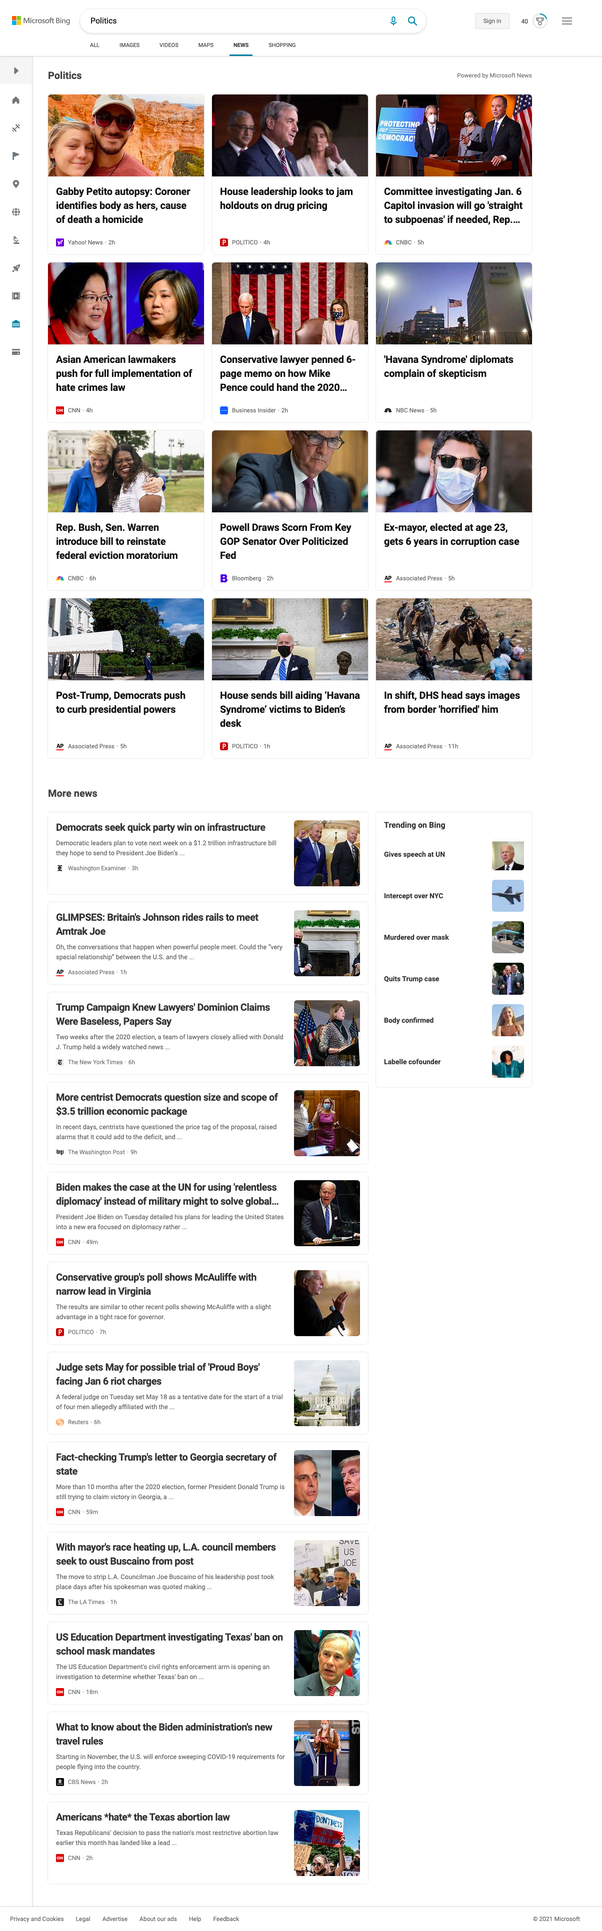 Microsoft Bing
Politics
Sign in
40
ALL IMAGES VIDEOS MAPS NEWS SHOPPING
Politics
Powered by Microsoft News
Gabby Petito autopsy: Coroner
identifies body as hers, cause
of death a homicide
Yahoo! News · 2h
House leadership looks to jam
holdouts on drug pricing
POLITICO · 4h
PROTECTING
DEMOCRACY
Committee investigating Jan. 6
Capitol invasion will go 'straight
to subpoenas' if needed, Rep....
CNBC · 5h
Asian American lawmakers
push for full implementation of
hate crimes law
CNN · 4h
Conservative lawyer penned 6-
page memo on how Mike
Pence could hand the 2020...
Business Insider · 2h
'Havana Syndrome' diplomats
complain of skepticism
NBC News · 5h
Rep. Bush, Sen. Warren
introduce bill to reinstate
federal eviction moratorium
CNBC · 6h
Powell Draws Scorn From Key
GOP Senator Over Politicized
Fed
Bloomberg · 2h
Ex-mayor, elected at age 23,
gets 6 years in corruption case
AP Associated Press · 5h
Post-Trump, Democrats push
to curb presidential powers
AP Associated Press · 5h
House sends bill aiding 'Havana
Syndrome' victims to Biden's
desk
POLITICO · 1h
In shift, DHS head says images
from border 'horrified' him
AP Associated Press · 11h
More news
Democrats seek quick party win on infrastructure
Democratic leaders plan to vote next week on a $1.2 trillion infrastructure bill
they hope to send to President Joe Biden's ...
Washington Examiner · 3h
GLIMPSES: Britain's Johnson rides rails to meet
Amtrak Joe
Oh, the conversations that happen when powerful people meet. Could the "very
special relationship" between the U.S. and the ...
AP Associated Press · 1h
Trump Campaign Knew Lawyers' Dominion Claims
Were Baseless, Papers Say
Two weeks after the 2020 election, a team of lawyers closely allied with Donald
J. Trump held a widely watched news ...
The New York Times · 6h
More centrist Democrats question size and scope of
$3.5 trillion economic package
In recent days, centrists have questioned the price tag of the proposal, raised
alarms that it could add to the deficit, and ...
wp The Washington Post · 9h
Biden makes the case at the UN for using 'relentless
diplomacy' instead of military might to solve global...
President Joe Biden on Tuesday detailed his plans for leading the United States
into a new era focused on diplomacy rather ...
CNN · 49m
Conservative group's poll shows McAuliffe with
narrow lead in Virginia
The results are similar to other recent polls showing McAuliffe with a slight
advantage in a tight race for governor.
POLITICO · 7h
Judge sets May for possible trial of 'Proud Boys'
facing Jan 6 riot charges
A federal judge on Tuesday set May 18 as a tentative date for the start of a trial
of four men allegedly affiliated with the ...
Reuters · 6h
Fact-checking Trump's letter to Georgia secretary of
state
More than 10 months after the 2020 election, former President Donald Trump is
still trying to claim victory in Georgia, a ...
CNN · 59m
With mayor's race heating up, L.A. council members
seek to oust Buscaino from post
The move to strip L.A. Councilman Joe Buscaino of his leadership post took
place days after his spokesman was quoted making ...
The LA Times · 1h
SAVE
US
JOE
US Education Department investigating Texas' ban on
school mask mandates
The US Education Department's civil rights enforcement arm is opening an
investigation to determine whether Texas' ban on ...
CNN · 18m
What to know about the Biden administration's new
travel rules
Starting in November, the U.S. will enforce sweeping COVID-19 requirements for
people flying into the country.
CBS News · 2h
Americans *hate* the Texas abortion law
Texas Republicans' decision to pass the nation's most restrictive abortion law
earlier this month has landed like a lead ...
CNN · 2h
Trending on Bing
Gives speech at UN
Intercept over NYC
Murdered over mask
Quits Trump case
Body confirmed
Labelle cofounder
Privacy and Cookies Legal Advertise About our ads Help Feedback
© 2021 Microsoft